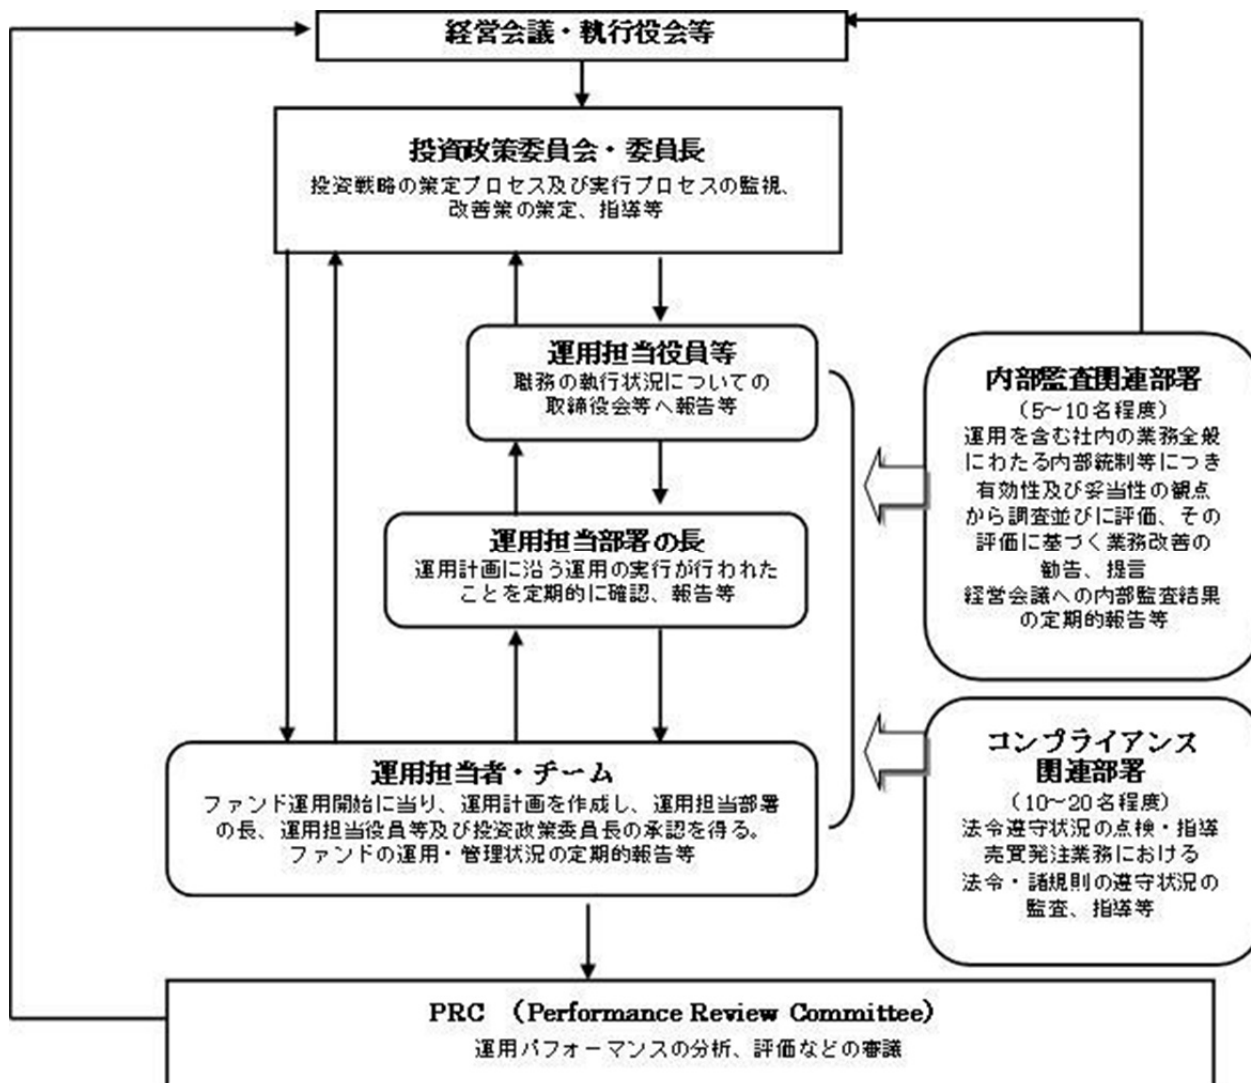 経営会議・執行役会等
投資政策委員会・委員長
投資戦略の策定プロセス及び実行プロセスの監視、
改善策の策定、指導等
運用担当役員等
職務の執行状況についての
取締役会等へ報告等
運用担当部署の長
運用計画に沿う運用の実行が行われた
ことを定期的に確認、報告等
運用担当者・チーム
ファンド運用開始に当り、運用計画を作成し、運用担当部署
の長、運用担当役員等及び投資政策委員長の承認を得る。
ファンドの運用・管理状況の定期的報告等
内部監査関連部署
（5～10名程度）
運用を含む社内の業務全般
にわたる内部統制等につき
有効性及び妥当性の観点
から調査並びに評価、その
評価に基づく業務改善の
勧告、提言
経営会議への内部監査結果
の定期的報告等
コンプライアンス
関連部署
（10～20名程度）
法令遵守状況の点検・指導
売買発注業務における
法令・諸規則の遵守状況の
監査、指導等
PRC （Performance Review Committee）
運用パフォーマンスの分析、評価などの審議